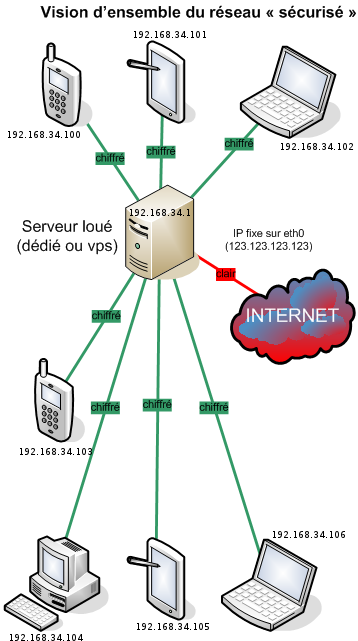 Vision d'ensemble du réseau « sécurisé »
192.168.34.101
192.168.34.100
192.168.34.102
chiffré
chiffré
chiffré
192.168.34.1
Serveur loué
(dédié ou vps)
IP fixe sur eth0
(123.123.123.123)
clair
INTERNET
chiffré
chiffré
chiffré
chiffré
192.168.34.103
192.168.34.106
192.168.34.105
192.168.34.104